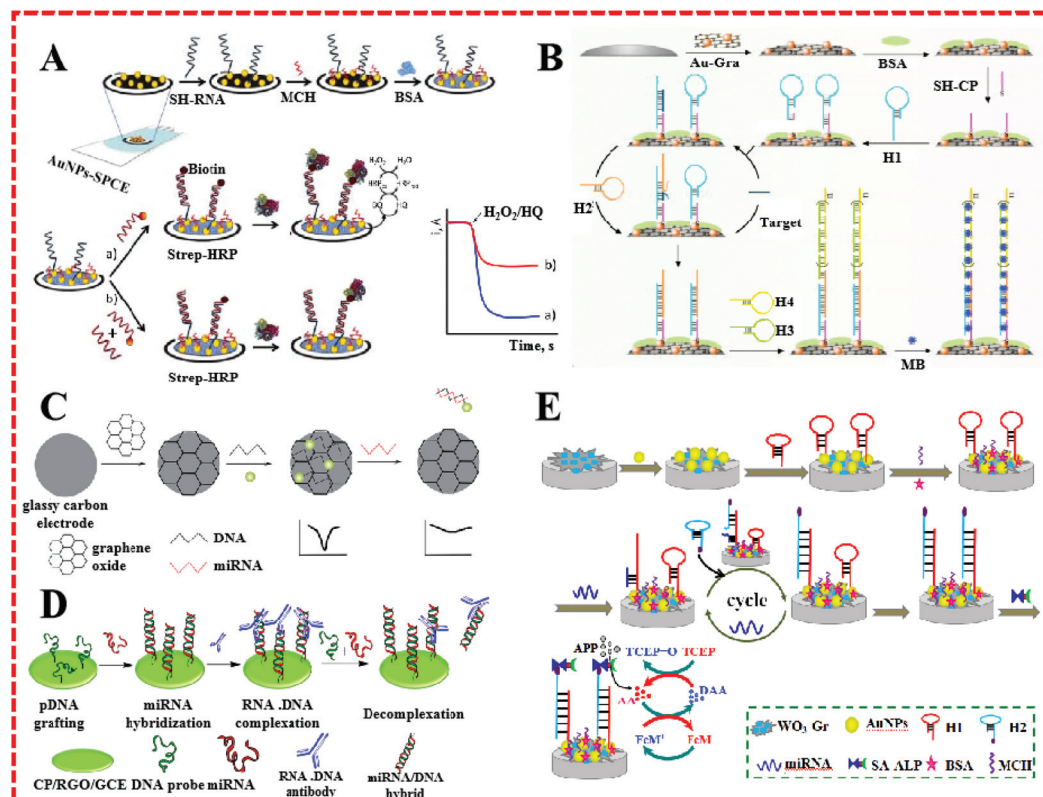 A
SH-RNA
MCH
BSA
AuNPs-SPCE
Biotin
H₂O₂
H₂O
a)
Strep-HRP
b)
+
Strep-HRP
H₂O₂/HQ
b)
a)
Time, s
B
Au-Gra
BSA
SH-CP
H1
H2
Target
H4
H3
MB
C
glassy carbon
electrode
graphene
oxide
DNA
miRNA
D
pDNA
grafting
miRNA
hybridization
RNA .DNA
complexation
Decomplexation
CP/RGO/GCE
DNA probe
miRNA
RNA .DNA
antibody
miRNA/DNA
hybrid
E
cycle
APP
TCEP=O
TCEP
AA
DAA
FcM⁺
FcM
WO₃ Gr
AuNPs
H1
H2
miRNA
SA-ALP
BSA
MCH